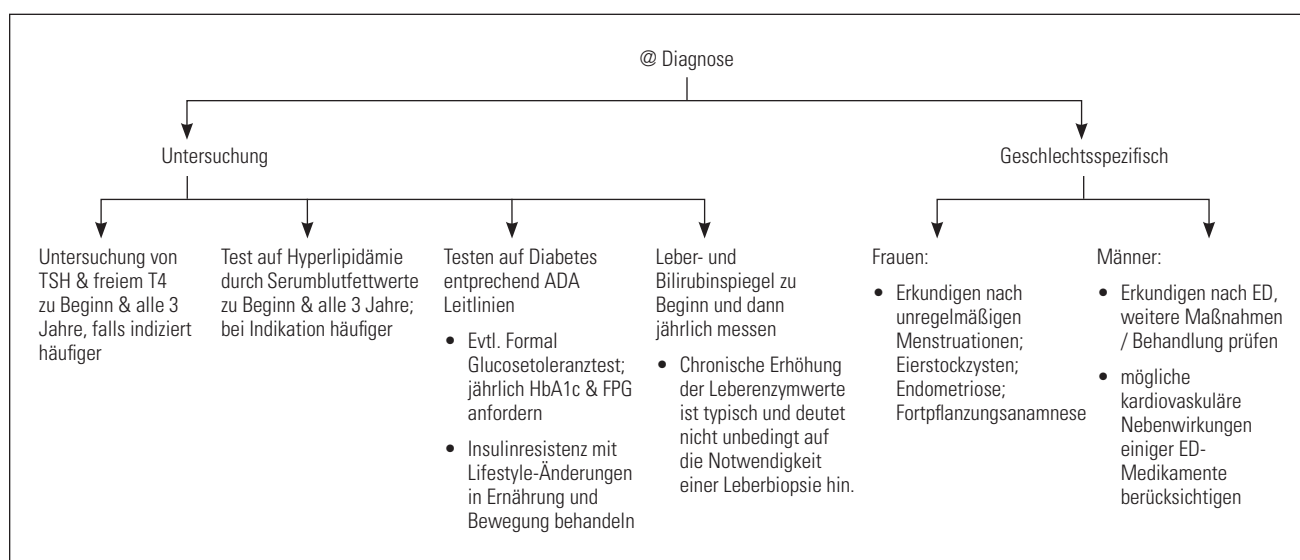 @ Diagnose
Untersuchung
Geschlechtsspezifisch
Untersuchung von
TSH & freiem T4
zu Beginn & alle 3
Jahre, falls indiziert
häufiger
Test auf Hyperlipidämie
durch Serumblutfettwerte
zu Beginn & alle 3 Jahre;
bei Indikation häufiger
Testen auf Diabetes
entprechend ADA
Leitlinien
• Evtl. Formal
Glucosetoleranztest;
jährlich HbA1c & FPG
anfordern
• Insulinresistenz mit
Lifestyle-Änderungen
in Ernährung und
Bewegung behandeln
Leber- und
Bilirubinspiegel zu
Beginn und dann
jährlich messen
• Chronische Erhöhung
der Leberenzymwerte
ist typisch und deutet
nicht unbedingt auf
die Notwendigkeit
einer Leberbiopsie hin.
Frauen:
• Erkundigen nach
unregelmäßigen
Menstruationen;
Eierstockzysten;
Endometriose;
Fortpflanzungsanamnese
Männer:
• Erkundigen nach ED,
weitere Maßnahmen
/ Behandlung prüfen
• mögliche
kardiovaskuläre
Nebenwirkungen
einiger ED-
Medikamente
berücksichtigen